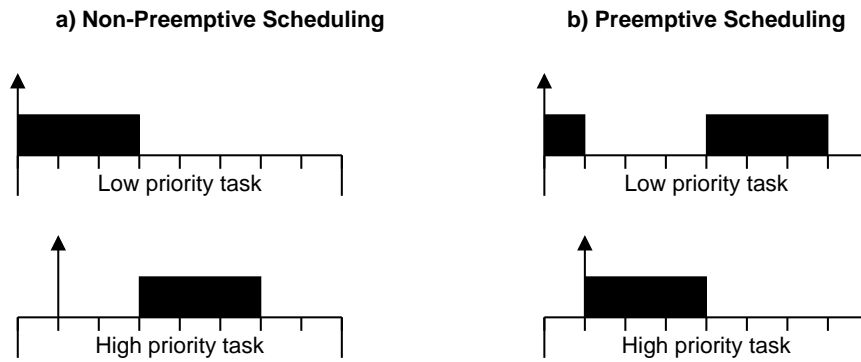 a) Non-Preemptive Scheduling
b) Preemptive Scheduling
Low priority task
Low priority task
High priority task
High priority task